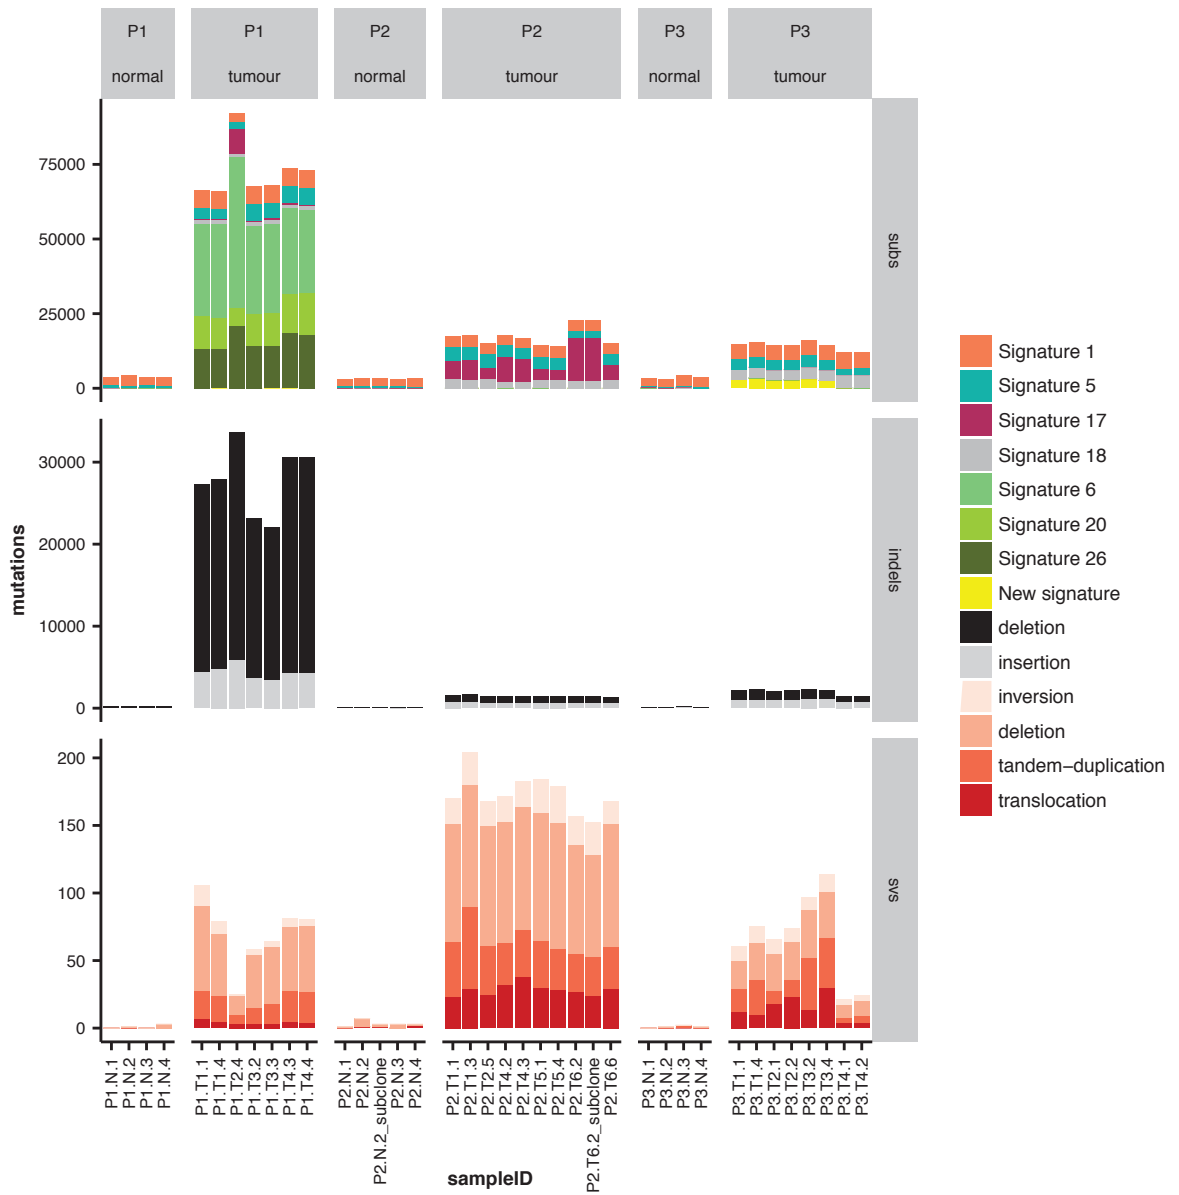 P1 P1 P2 P2 P3 P3
normal tumour normal tumour normal tumour
75000
50000
25000
0
subs
30000
20000
10000
0
indels
200
150
100
50
0
svs
mutations
P1.N.1
P1.N.2
P1.N.3
P1.N.4
P1.T1.1
P1.T1.4
P1.T2.4
P1.T3.2
P1.T3.3
P1.T4.3
P1.T4.4
P2.N.1
P2.N.2
P2.N.2_subclone
P2.N.3
P2.N.4
P2.T1.1
P2.T1.3
P2.T2.5
P2.T4.2
P2.T4.3
P2.T5.1
P2.T5.4
P2.T6.2
P2.T6.2_subclone
P2.T6.6
P3.N.1
P3.N.2
P3.N.3
P3.N.4
P3.T1.1
P3.T1.4
P3.T2.1
P3.T2.2
P3.T3.2
P3.T3.4
P3.T4.1
P3.T4.2
sampleID
Signature 1
Signature 5
Signature 17
Signature 18
Signature 6
Signature 20
Signature 26
New signature
deletion
insertion
inversion
deletion
tandem−duplication
translocation